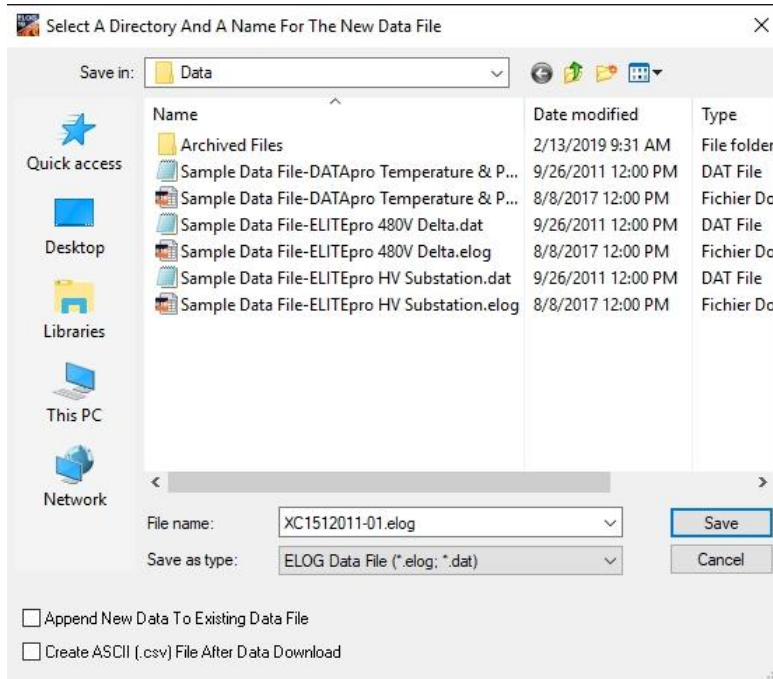 ELOG
Select A Directory And A Name For The New Data File
Save in: Data
Name Date modified Type
Archived Files 2/13/2019 9:31 AM File folder
Sample Data File-DATApro Temperature & P... 9/26/2011 12:00 PM DAT File
Sample Data File-DATApro Temperature & P... 8/8/2017 12:00 PM Fichier Do
Sample Data File-ELITEpro 480V Delta.dat 9/26/2011 12:00 PM DAT File
Sample Data File-ELITEpro 480V Delta.elog 8/8/2017 12:00 PM Fichier Do
Sample Data File-ELITEpro HV Substation.dat 9/26/2011 12:00 PM DAT File
Sample Data File-ELITEpro HV Substation.elog 8/8/2017 12:00 PM Fichier Do
Quick access
Desktop
Libraries
This PC
Network
File name: XC1512011-01.elog Save
Save as type: ELOG Data File (*.elog; *.dat) Cancel
Append New Data To Existing Data File
Create ASCII (.csv) File After Data Download